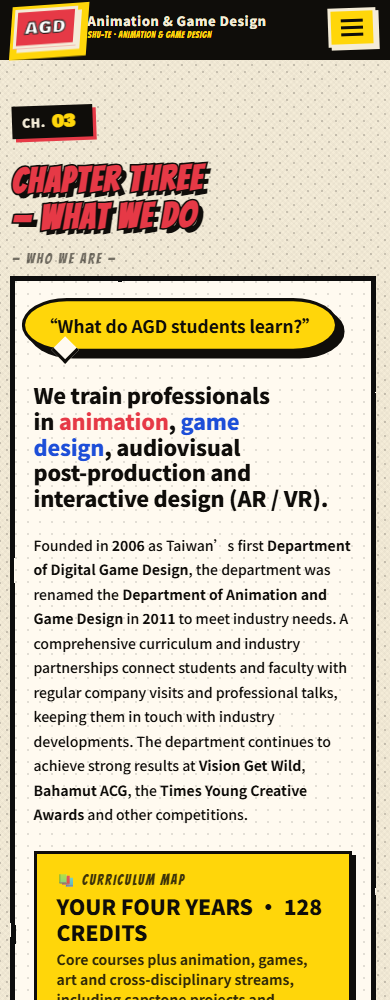 AGD
Animation & Game Design
SHU-TE · ANIMATION & GAME DESIGN
CH. 03
CHAPTER THREE
— WHAT WE DO
— WHO WE ARE —
“What do AGD students learn?”
We train professionals
in animation, game
design, audiovisual
post-production and
interactive design (AR / VR).
Founded in 2006 as Taiwan’s first Department
of Digital Game Design, the department was
renamed the Department of Animation and
Game Design in 2011 to meet industry needs. A
comprehensive curriculum and industry
partnerships connect students and faculty with
regular company visits and professional talks,
keeping them in touch with industry
developments. The department continues to
achieve strong results at Vision Get Wild,
Bahamut ACG, the Times Young Creative
Awards and other competitions.
CURRICULUM MAP
YOUR FOUR YEARS · 128
CREDITS
Core courses plus animation, games,
art and cross-disciplinary streams,
including capstone projects and